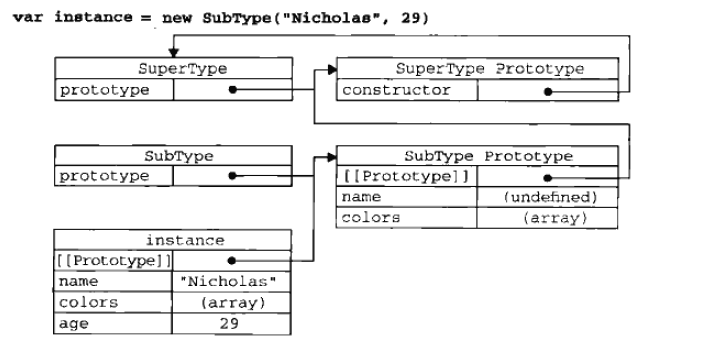 var instance = new SubType("Nicholas", 29)
SuperType
prototype
SuperType Prototype
constructor
SubType
prototype
SubType Prototype
[[Prototype]]
name (undefined)
colors (array)
instance
[[Prototype]]
name "Nicholas"
colors (array)
age 29